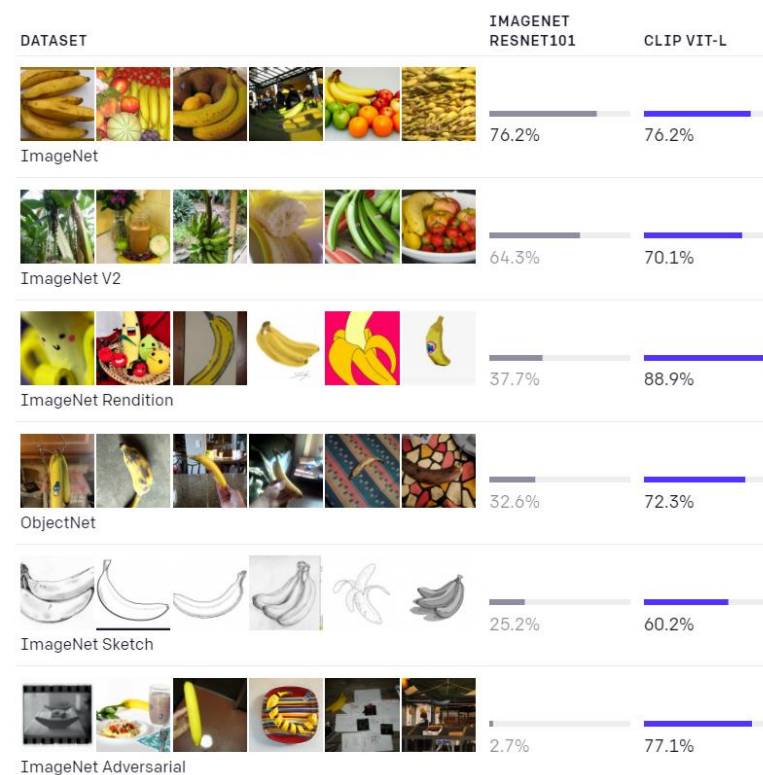 DATASET
IMAGENET
RESNET101
CLIP VIT-L
76.2%
76.2%
ImageNet
64.3%
70.1%
ImageNet V2
37.7%
88.9%
ImageNet Rendition
32.6%
72.3%
ObjectNet
25.2%
60.2%
ImageNet Sketch
2.7%
77.1%
ImageNet Adversarial